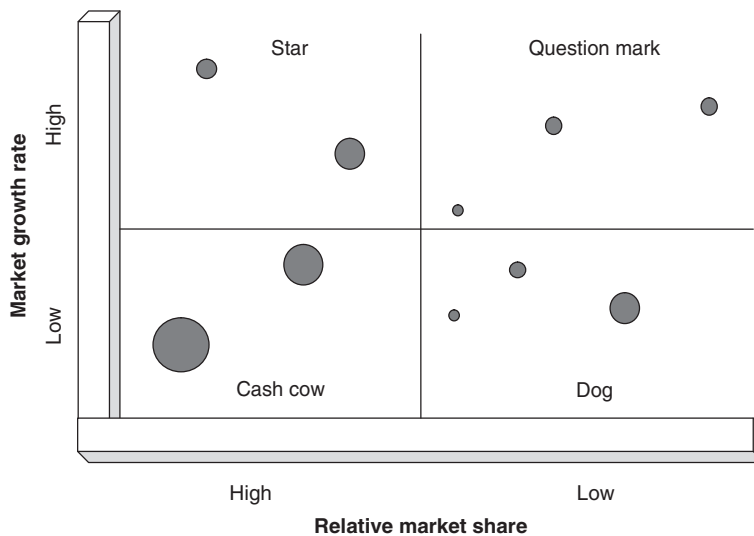 Star
Question mark
High
Market growth rate
Low
Cash cow
Dog
High
Low
Relative market share